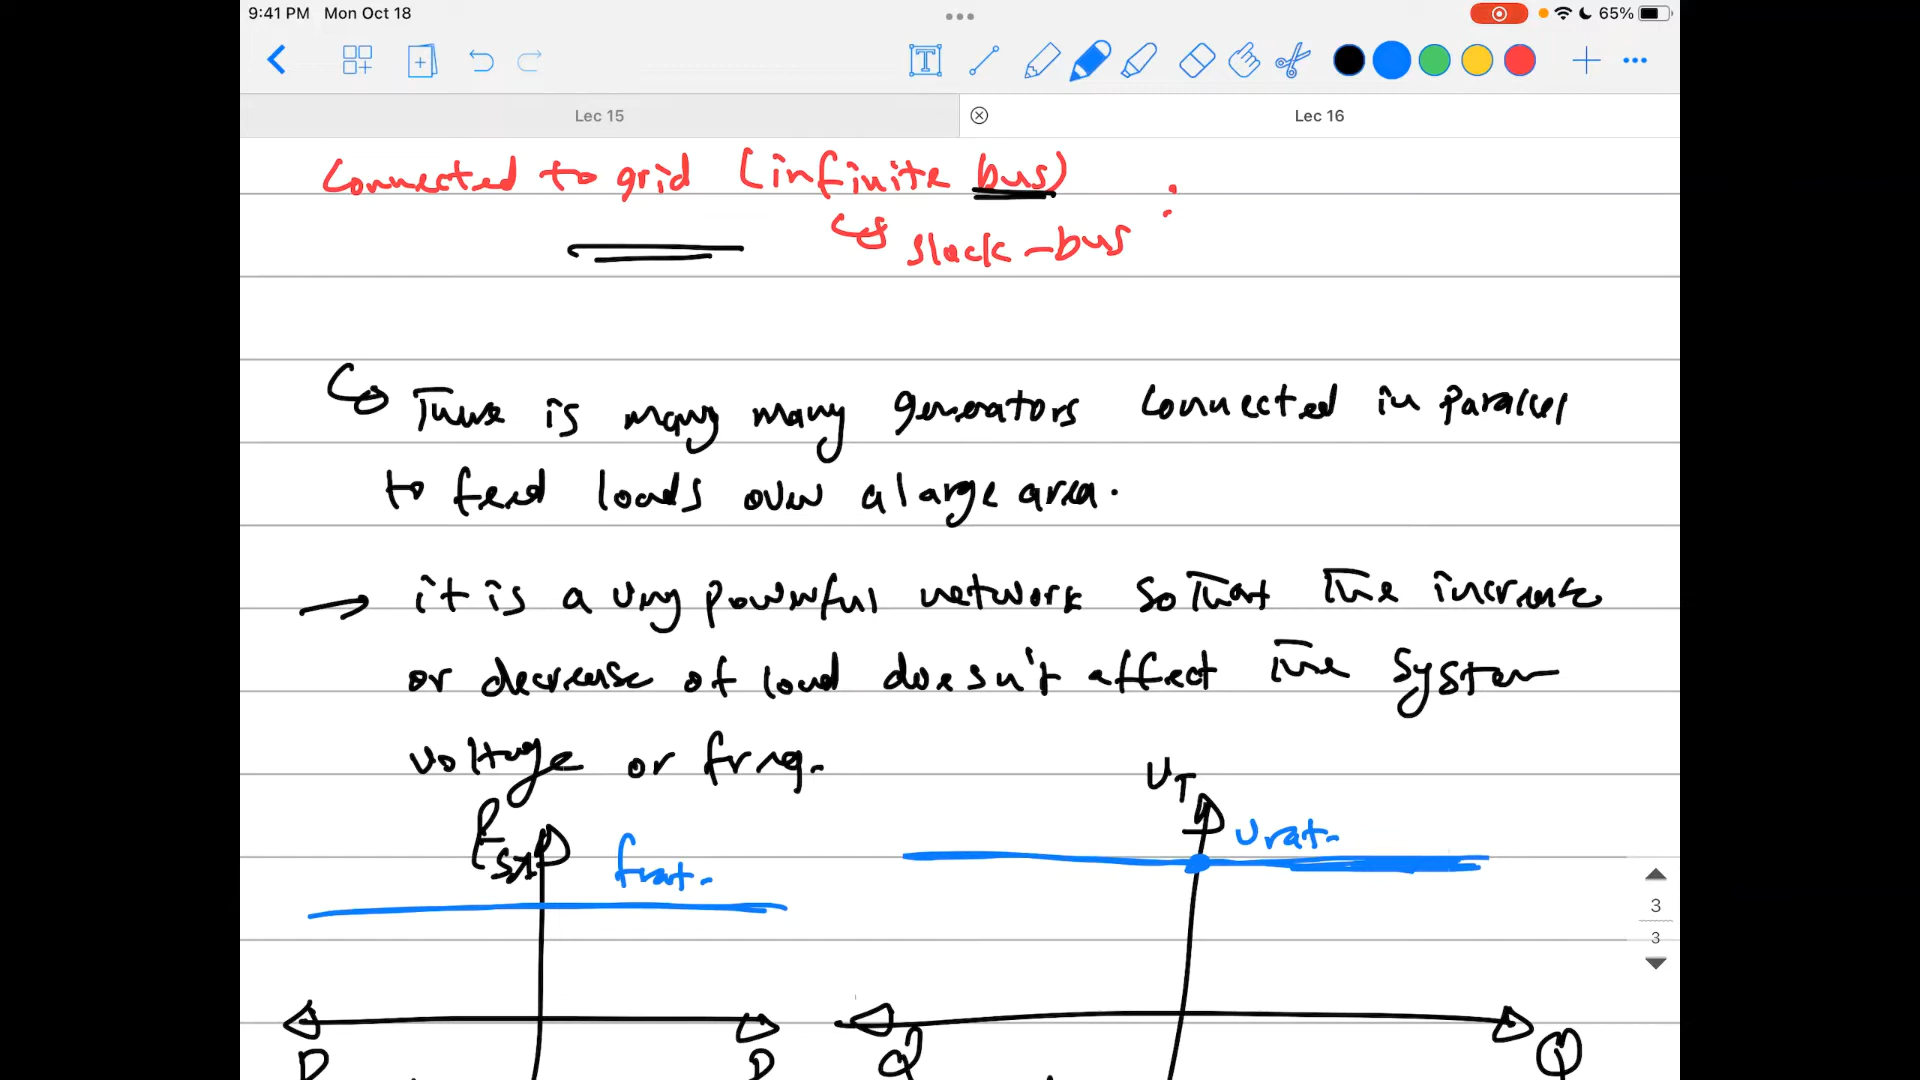 9:41 PM Mon Oct 18
65%
Lec 15
Lec 16
Connected to grid (infinite bus) :
slack-bus
There is many many generators connected in parallel
to feed loads over a large area.
it is a very powerful network so that the increase
or decrease of load doesn't affect the system
voltage or freq.
fsys
frat.
VT
Vrat.
3
3
P
P
Q
Q